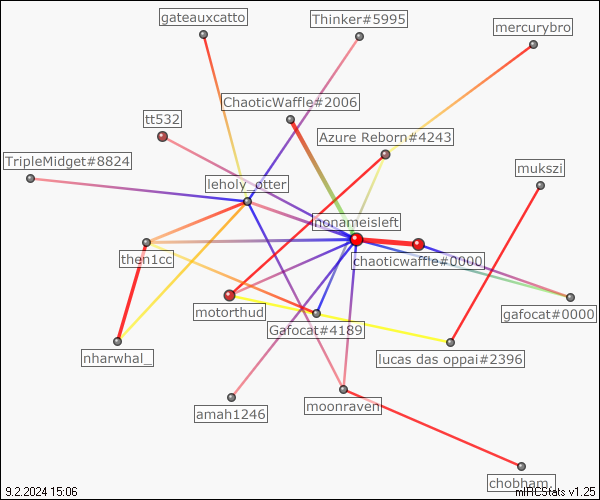 gateauxcatto
Thinker#5995
mercurybro
ChaoticWaffle#2006
tt532
Azure Reborn#4243
TripleMidget#8824
mukszi
leholy_otter
nonameisleft
then1cc
chaoticwaffle#0000
motorthud
gafocat#0000
Gafocat#4189
nharwhal_
lucas das oppai#2396
amah1246
moonraven
chobham.
9.2.2024 15:06
mIRCStats v1.25